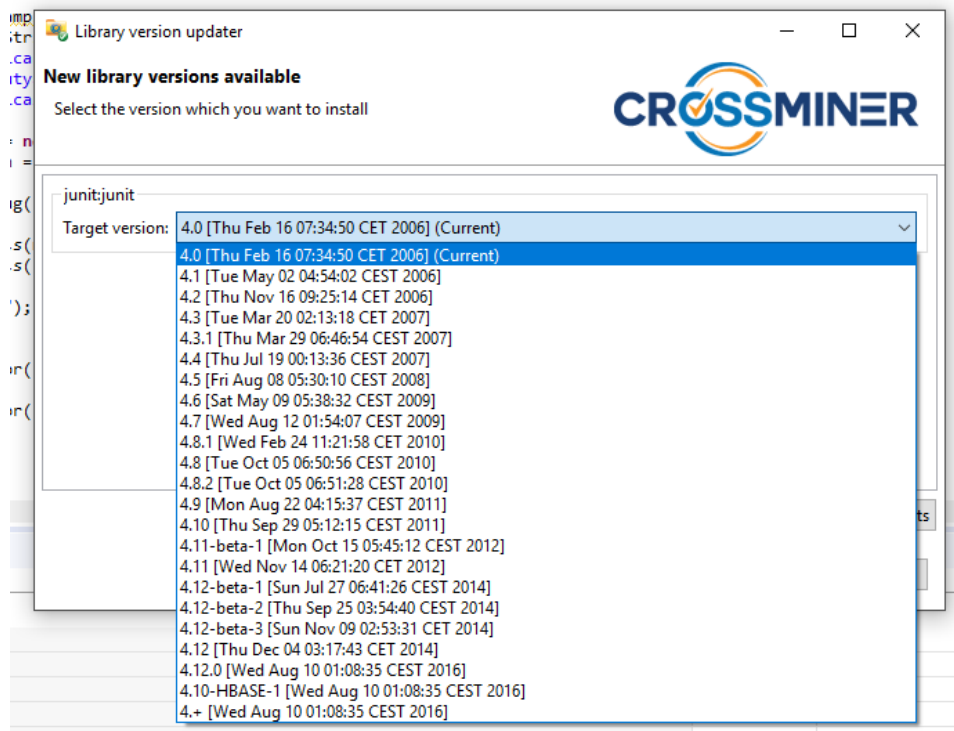 Library version updater
New library versions available
Select the version which you want to install
CROSSMINER
junit:junit
Target version: 4.0 [Thu Feb 16 07:34:50 CET 2006] (Current)
4.0 [Thu Feb 16 07:34:50 CET 2006] (Current)
4.1 [Tue May 02 04:54:02 CEST 2006]
4.2 [Thu Nov 16 09:25:14 CET 2006]
4.3 [Tue Mar 20 02:13:18 CET 2007]
4.3.1 [Thu Mar 29 06:46:54 CEST 2007]
4.4 [Thu Jul 19 00:13:36 CEST 2007]
4.5 [Fri Aug 08 05:30:10 CEST 2008]
4.6 [Sat May 09 05:38:32 CEST 2009]
4.7 [Wed Aug 12 01:54:07 CEST 2009]
4.8.1 [Wed Feb 24 11:21:58 CET 2010]
4.8 [Tue Oct 05 06:50:56 CEST 2010]
4.8.2 [Tue Oct 05 06:51:28 CEST 2010]
4.9 [Mon Aug 22 04:15:37 CEST 2011]
4.10 [Thu Sep 29 05:12:15 CEST 2011]
4.11-beta-1 [Mon Oct 15 05:45:12 CEST 2012]
4.11 [Wed Nov 14 06:21:20 CET 2012]
4.12-beta-1 [Sun Jul 27 06:41:26 CEST 2014]
4.12-beta-2 [Thu Sep 25 03:54:40 CEST 2014]
4.12-beta-3 [Sun Nov 09 02:53:31 CET 2014]
4.12 [Thu Dec 04 03:17:43 CET 2014]
4.12.0 [Wed Aug 10 01:08:35 CEST 2016]
4.10-HBASE-1 [Wed Aug 10 01:08:35 CEST 2016]
4.+ [Wed Aug 10 01:08:35 CEST 2016]